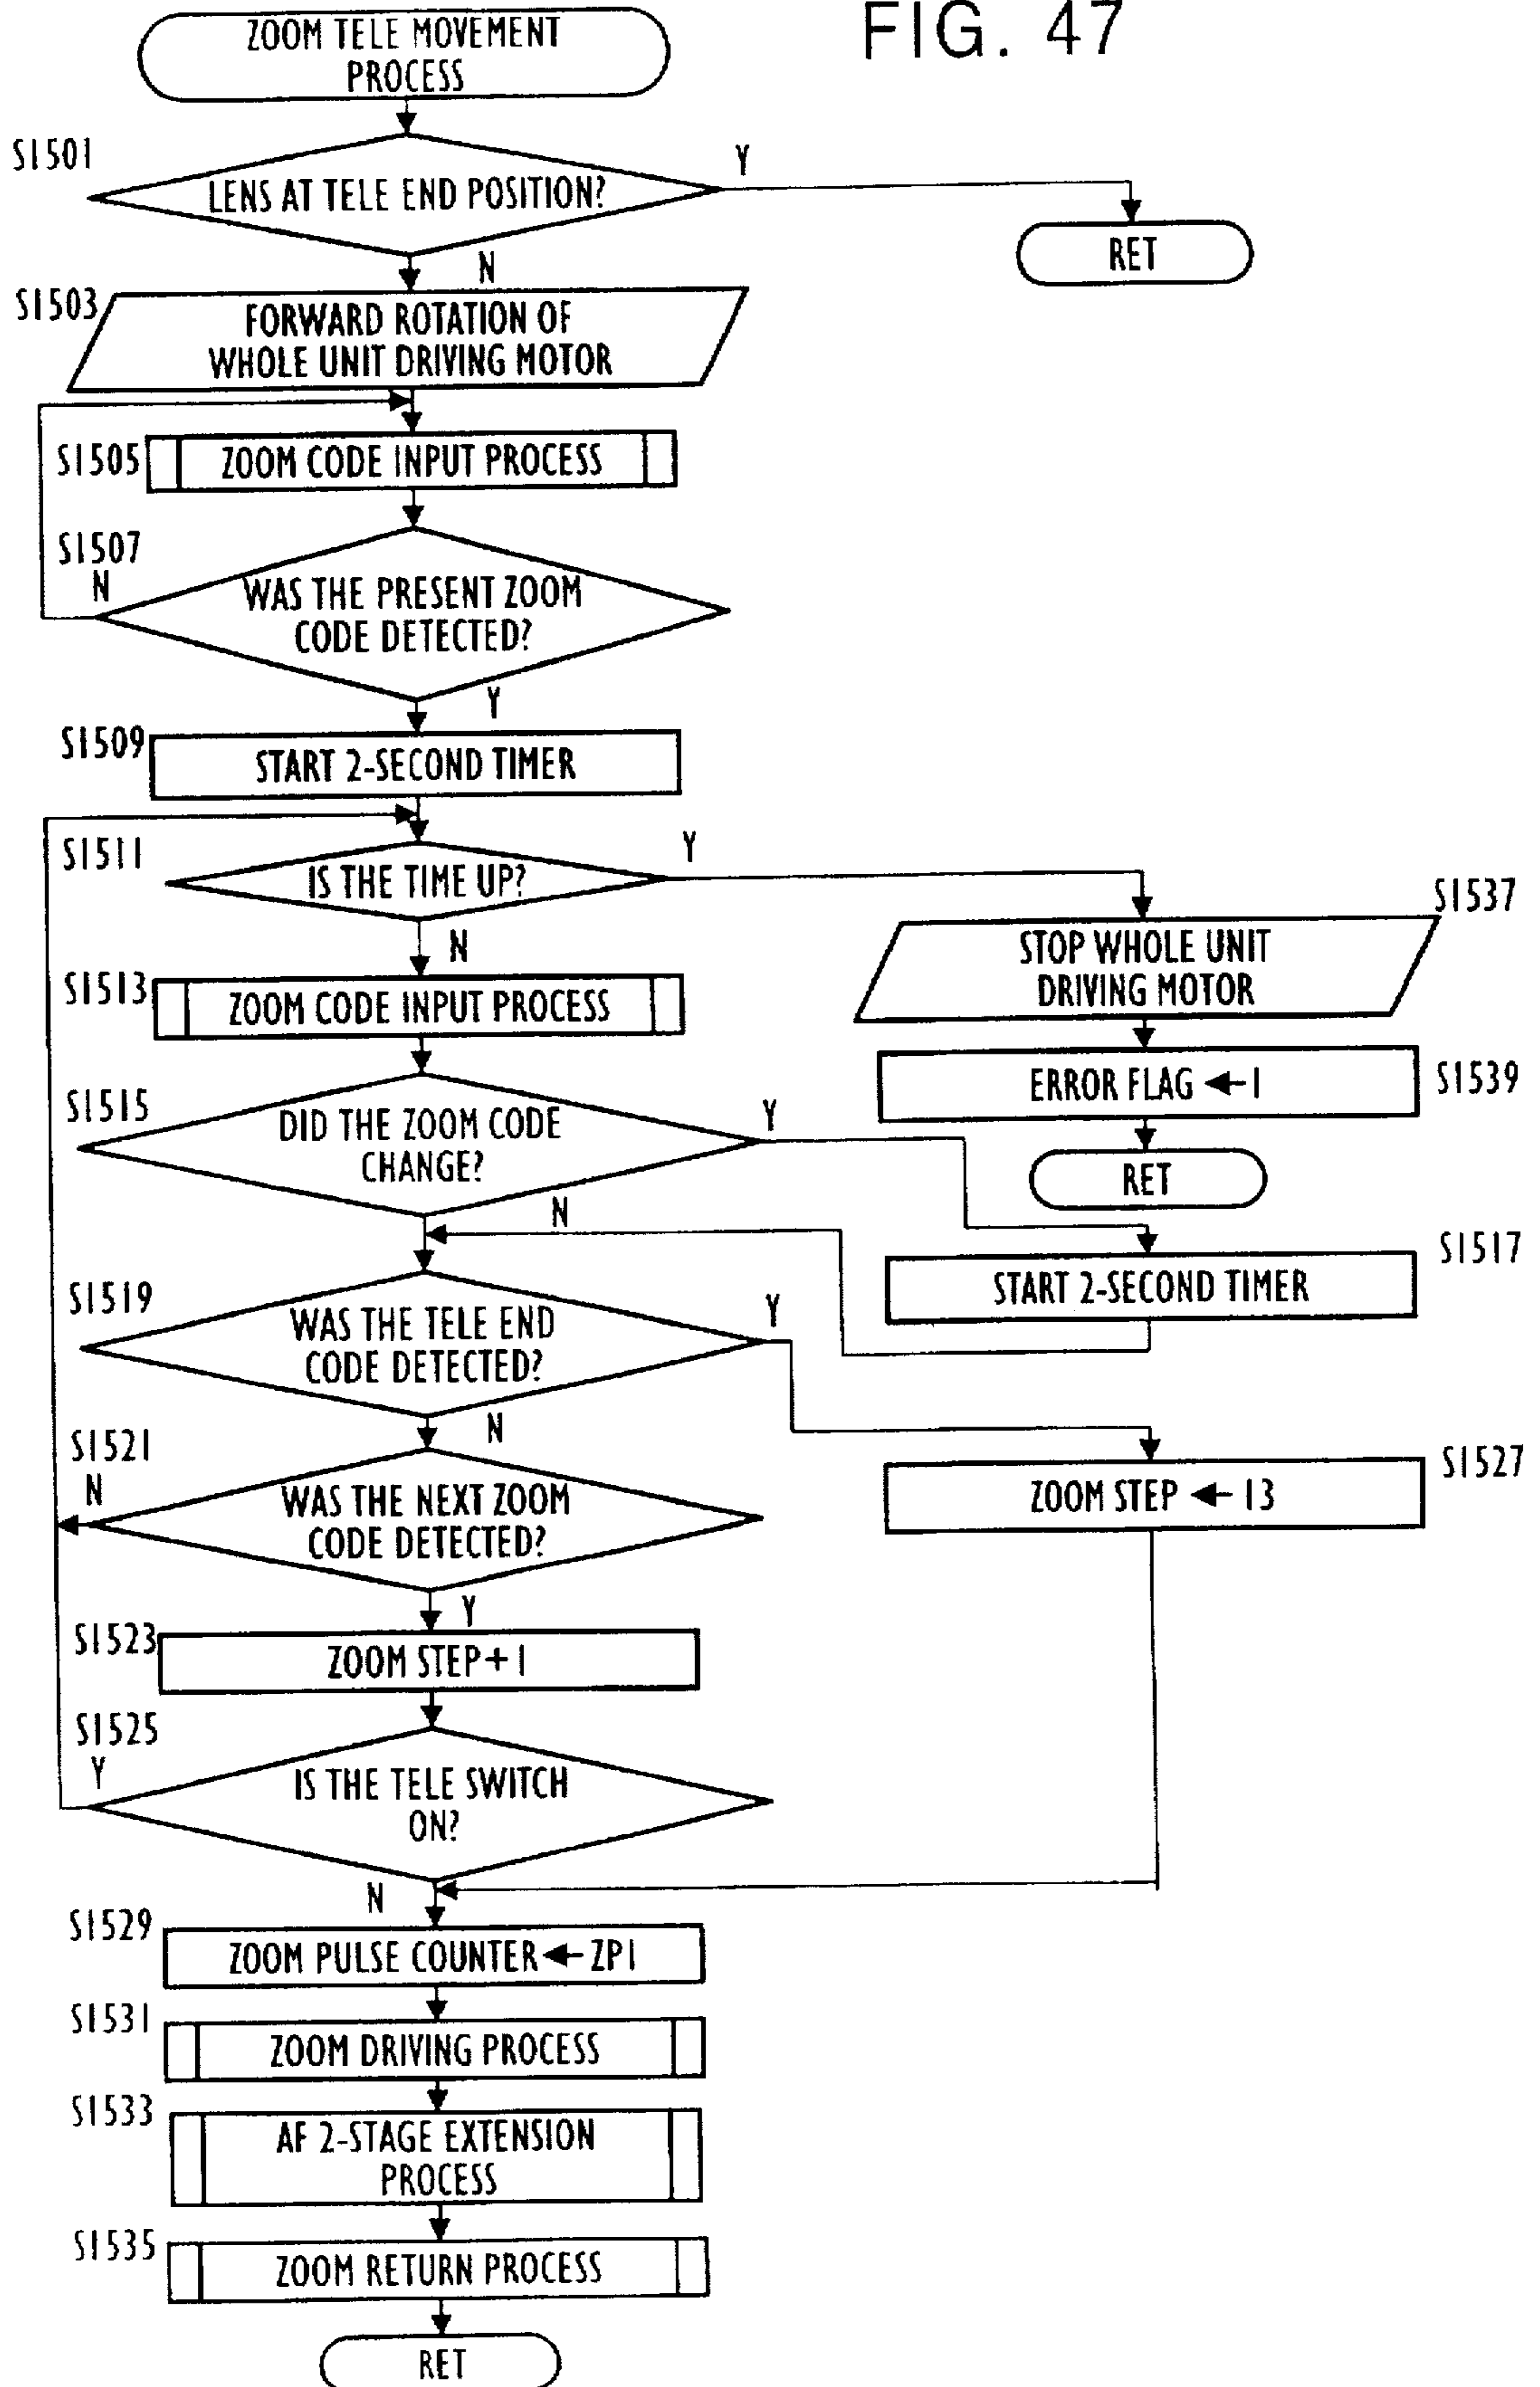 FIG. 47
ZOOM TELE MOVEMENT
PROCESS
S1501
LENS AT TELE END POSITION?
Y
RET
N
S1503
FORWARD ROTATION OF
WHOLE UNIT DRIVING MOTOR
S1505
ZOOM CODE INPUT PROCESS
S1507
N
WAS THE PRESENT ZOOM
CODE DETECTED?
Y
S1509
START 2-SECOND TIMER
S1511
IS THE TIME UP?
Y
N
S1537
STOP WHOLE UNIT
DRIVING MOTOR
S1513
ZOOM CODE INPUT PROCESS
ERROR FLAG ← 1
S1539
RET
S1515
DID THE ZOOM CODE
CHANGE?
Y
N
S1517
START 2-SECOND TIMER
S1519
WAS THE TELE END
CODE DETECTED?
Y
N
S1521
N
WAS THE NEXT ZOOM
CODE DETECTED?
Y
S1527
ZOOM STEP ← 13
S1523
ZOOM STEP + 1
S1525
Y
IS THE TELE SWITCH
ON?
N
S1529
ZOOM PULSE COUNTER ← ZP1
S1531
ZOOM DRIVING PROCESS
S1533
AF 2-STAGE EXTENSION
PROCESS
S1535
ZOOM RETURN PROCESS
RET